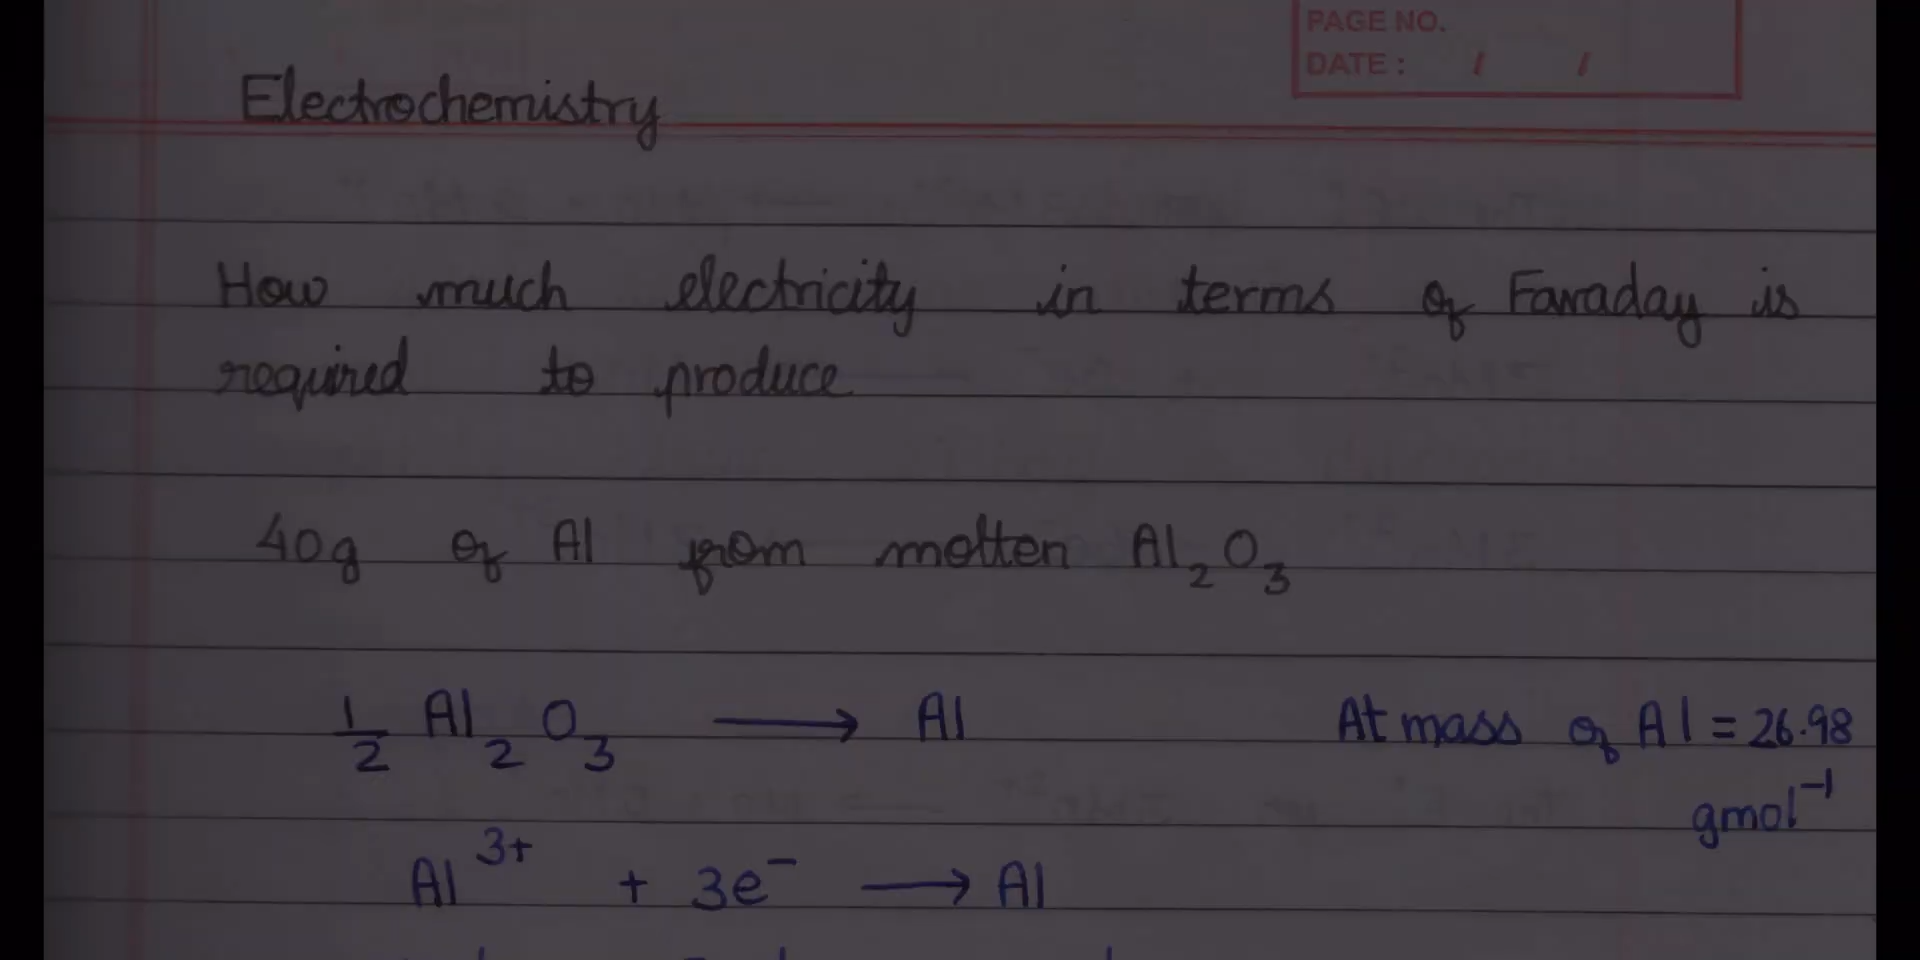 PAGE NO.
DATE : / /
Electrochemistry
How much electricity in terms of Faraday is
required to produce
40g of Al from molten Al₂O₃
1/2 Al₂O₃ ⟶ Al At mass of Al = 26.98
gmol⁻¹
Al³⁺ + 3e⁻ ⟶ Al